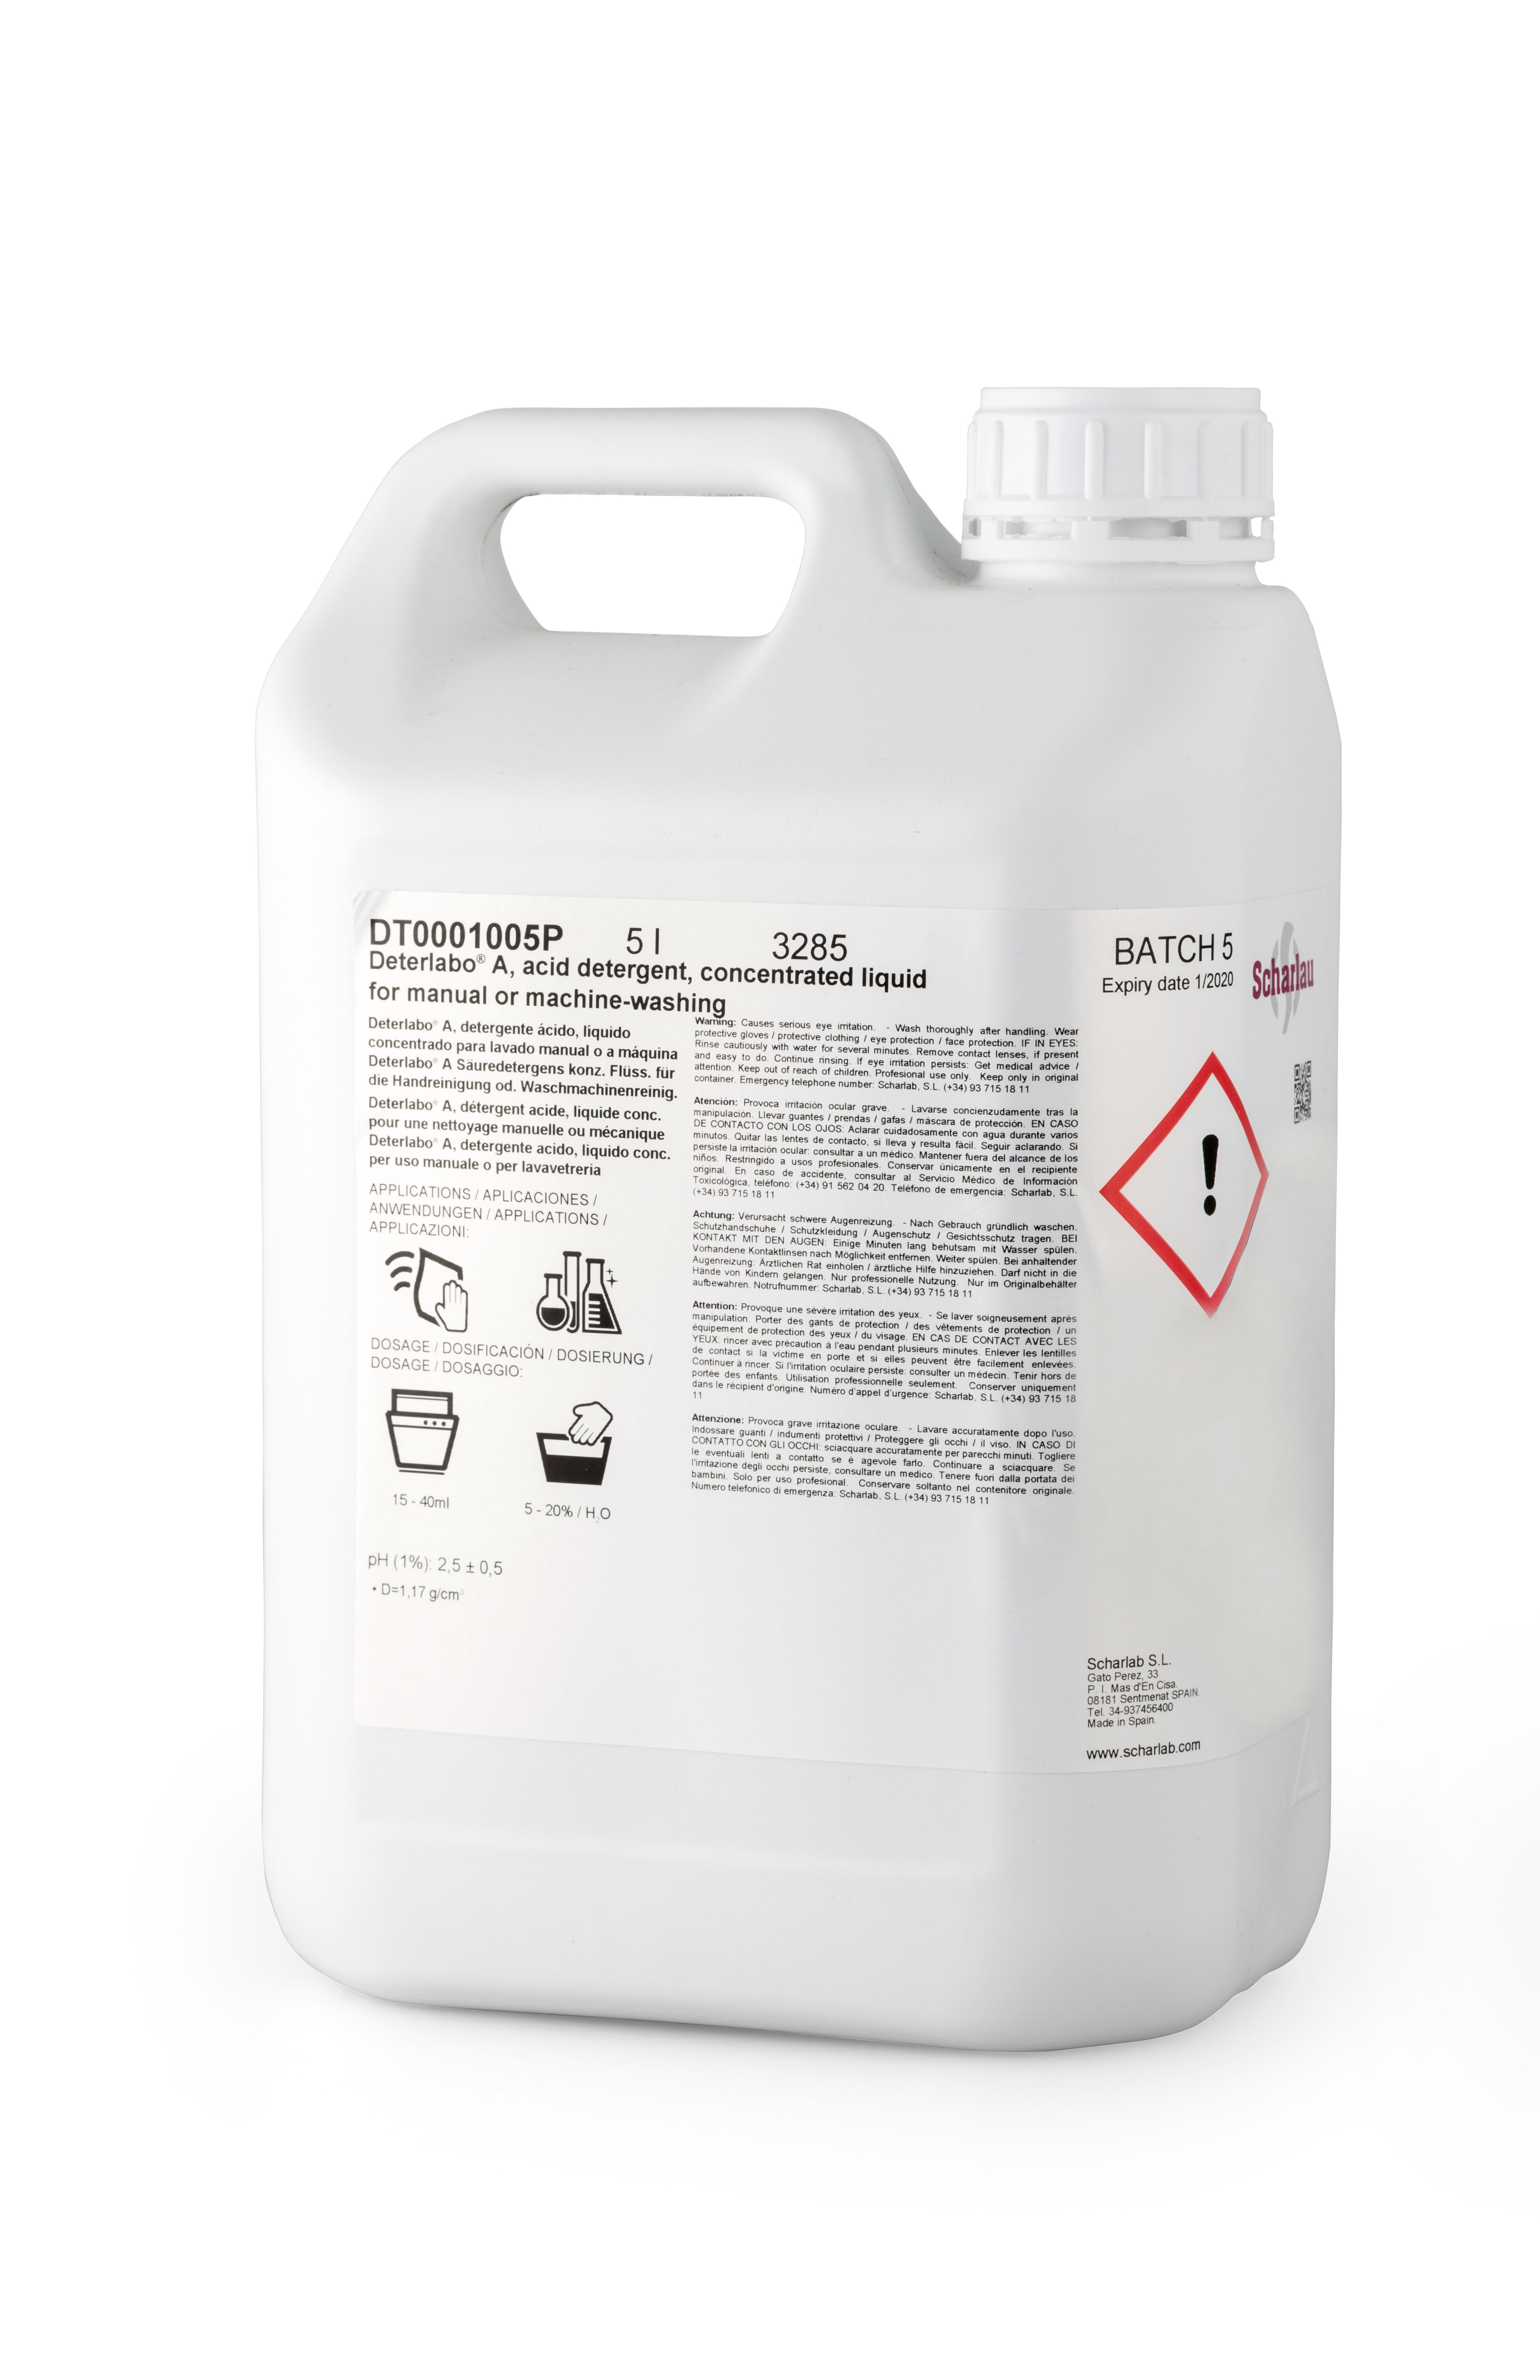 DT0001005P 5 l 3285
Deterlabo® A, acid detergent, concentrated liquid
for manual or machine-washing
Deterlabo® A, detergente ácido, líquido
concentrado para lavado manual o a máquina
Deterlabo® A Säuredetergens konz. Flüss. für
die Handreinigung od. Waschmachinenreinig.
Deterlabo® A, détergent acide, liquide conc.
pour une nettoyage manuelle ou mécanique
Deterlabo® A, detergente acido, liquido conc.
per uso manuale o per lavavetreria
APPLICATIONS / APLICACIONES /
ANWENDUNGEN / APPLICATIONS /
APPLICAZIONI:
DOSAGE / DOSIFICACIÓN / DOSIERUNG /
DOSAGE / DOSAGGIO:
15 - 40ml
5 - 20% / H₂O
pH (1%): 2,5 ± 0,5
• D=1,17 g/cm³
Warning: Causes serious eye irritation. - Wash thoroughly after handling. Wear
protective gloves / protective clothing / eye protection / face protection. IF IN EYES:
Rinse cautiously with water for several minutes. Remove contact lenses, if present
and easy to do. Continue rinsing. If eye irritation persists: Get medical advice /
attention. Keep out of reach of children. Profesional use only. Keep only in original
container. Emergency telephone number: Scharlab, S.L. (+34) 93 715 18 11
Atención: Provoca irritación ocular grave. - Lavarse concienzudamente tras la
manipulación. Llevar guantes / prendas / gafas / máscara de protección. EN CASO
DE CONTACTO CON LOS OJOS: Aclarar cuidadosamente con agua durante varios
minutos. Quitar las lentes de contacto, si lleva y resulta fácil. Seguir aclarando. Si
persiste la irritación ocular: consultar a un médico. Mantener fuera del alcance de los
niños. Restringido a usos profesionales. Conservar únicamente en el recipiente
original. En caso de accidente, consultar al Servicio Médico de Información
Toxicológica, teléfono: (+34) 91 562 04 20. Teléfono de emergencia: Scharlab, S.L.
(+34) 93 715 18 11
Achtung: Verursacht schwere Augenreizung. - Nach Gebrauch gründlich waschen.
Schutzhandschuhe / Schutzkleidung / Augenschutz / Gesichtsschutz tragen. BEI
KONTAKT MIT DEN AUGEN: Einige Minuten lang behutsam mit Wasser spülen.
Vorhandene Kontaktlinsen nach Möglichkeit entfernen. Weiter spülen. Bei anhaltender
Augenreizung: Ärztlichen Rat einholen / ärztliche Hilfe hinzuziehen. Darf nicht in die
Hände von Kindern gelangen. Nur professionelle Nutzung. Nur im Originalbehälter
aufbewahren. Notrufnummer: Scharlab, S.L. (+34) 93 715 18 11
Attention: Provoque une sévère irritation des yeux. - Se laver soigneusement après
manipulation. Porter des gants de protection / des vêtements de protection / un
équipement de protection des yeux / du visage. EN CAS DE CONTACT AVEC LES
YEUX: rincer avec précaution à l'eau pendant plusieurs minutes. Enlever les lentilles
de contact si la victime en porte et si elles peuvent être facilement enlevées.
Continuer à rincer. Si l'irritation oculaire persiste: consulter un médecin. Tenir hors de
portée des enfants. Utilisation professionnelle seulement. Conserver uniquement
dans le récipient d'origine. Numéro d'appel d'urgence: Scharlab, S.L. (+34) 93 715 18
11
Attenzione: Provoca grave irritazione oculare. - Lavare accuratamente dopo l'uso.
Indossare guanti / indumenti protettivi / Proteggere gli occhi / il viso. IN CASO DI
CONTATTO CON GLI OCCHI: sciacquare accuratamente per parecchi minuti. Togliere
le eventuali lenti a contatto se è agevole farlo. Continuare a sciacquare. Se
l'irritazione degli occhi persiste, consultare un medico. Tenere fuori dalla portata dei
bambini. Solo per uso profesional. Conservare soltanto nel contenitore originale.
Numero telefonico di emergenza: Scharlab, S.L. (+34) 93 715 18 11
BATCH 5
Expiry date 1/2020
Scharlau
Scharlab S.L.
Gato Perez, 33
P. I. Mas d'En Cisa.
08181 Sentmenat SPAIN.
Tel. 34-937456400
Made in Spain.
www.scharlab.com